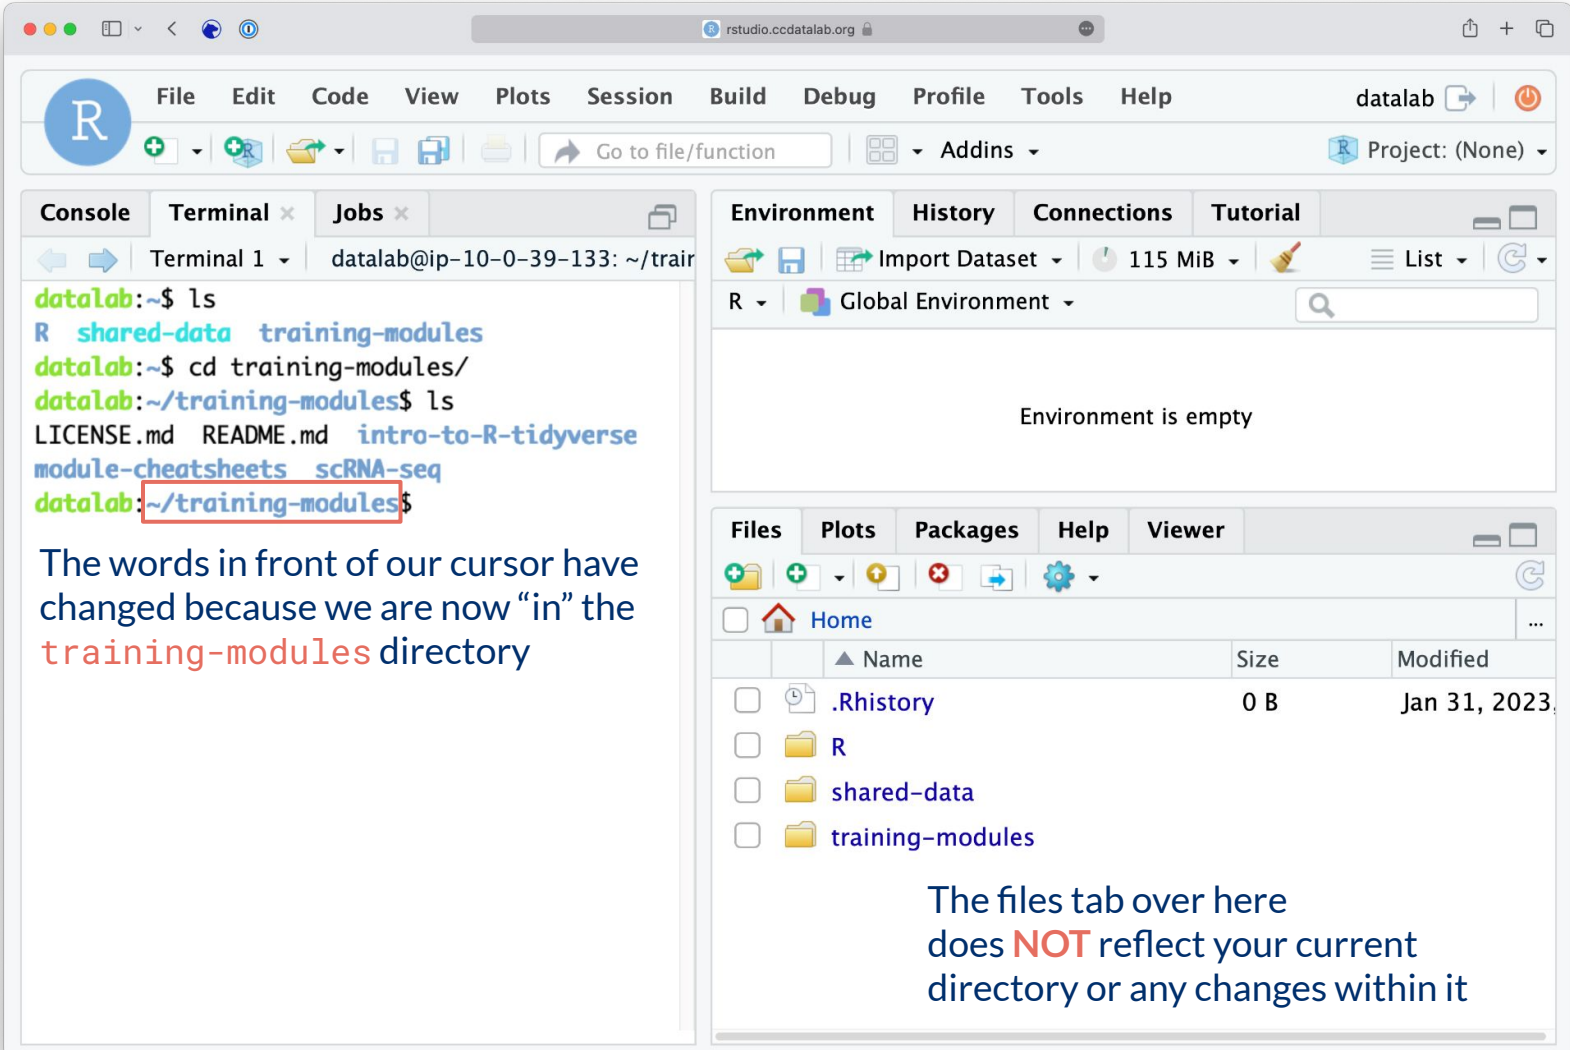 rstudio.ccdatalab.org
File Edit Code View Plots Session Build Debug Profile Tools Help
datalab
R
Go to file/function
Addins
Project: (None)
Console Terminal Jobs
Terminal 1 datalab@ip-10-0-39-133: ~/trair
datalab:~$ ls
R shared-data training-modules
datalab:~$ cd training-modules/
datalab:~/training-modules$ ls
LICENSE.md README.md intro-to-R-tidyverse
module-cheatsheets scRNA-seq
datalab:~/training-modules$
The words in front of our cursor have
changed because we are now “in” the
training-modules directory
Environment History Connections Tutorial
Import Dataset 115 MiB List
R Global Environment
Environment is empty
Files Plots Packages Help Viewer
Home ...
Name Size Modified
.Rhistory 0 B Jan 31, 2023,
R
shared-data
training-modules
The files tab over here
does NOT reflect your current
directory or any changes within it